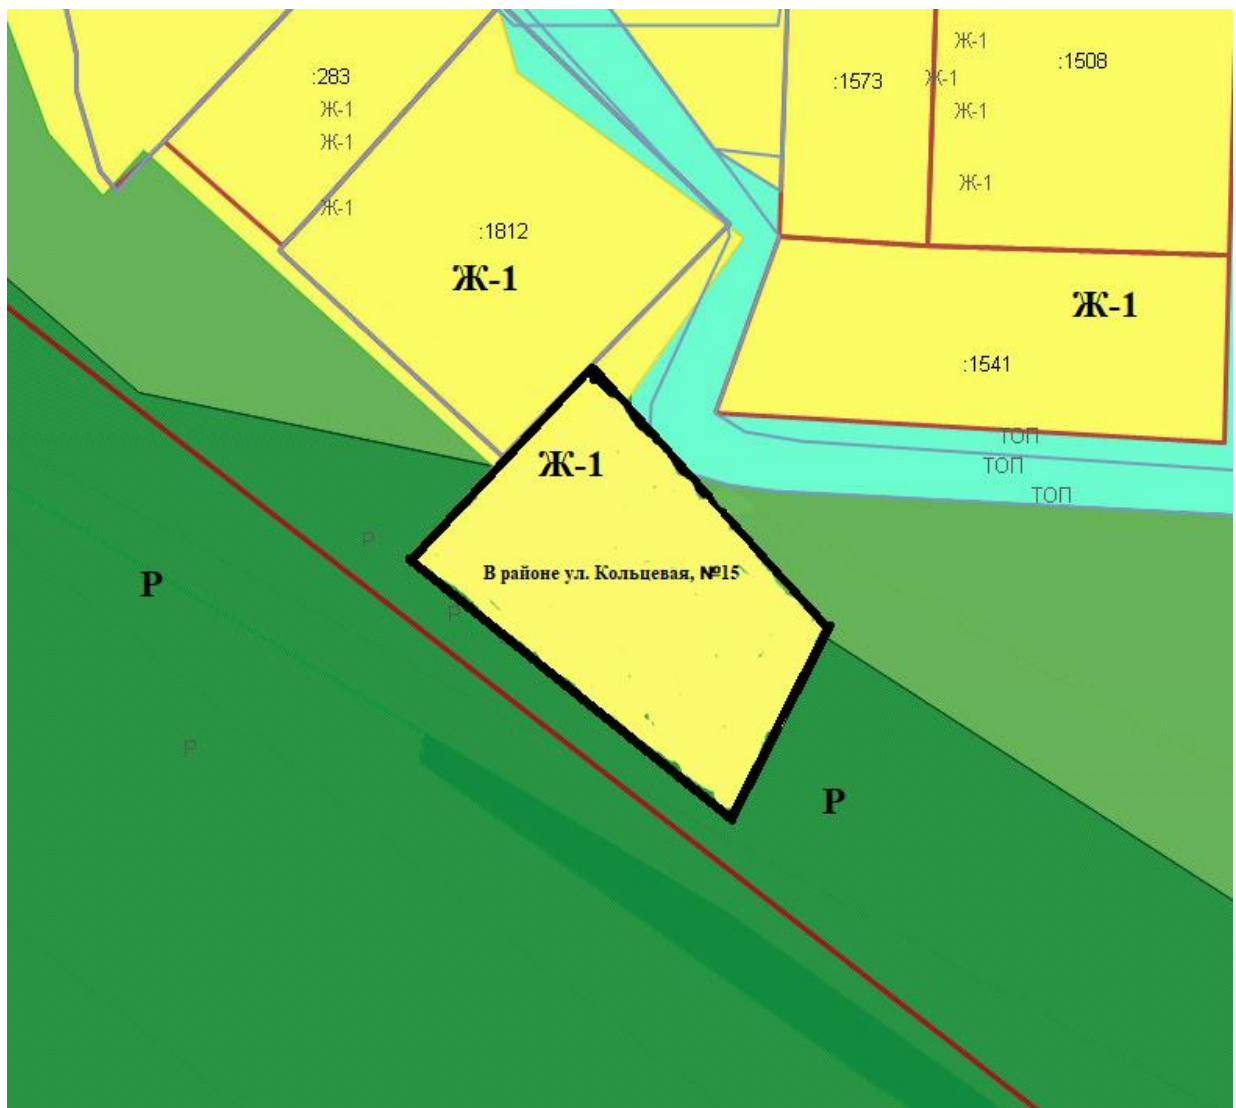 Ж-1
:1508
:283
Ж-1
:1573
Ж-1
Ж-1
Ж-1
Ж-1
Ж-1
:1812
Ж-1
Ж-1
:1541
ТОП
ТОП
ТОП
Ж-1
Р
В районе ул. Кольцевая, №15
Р
Р
Р
Р